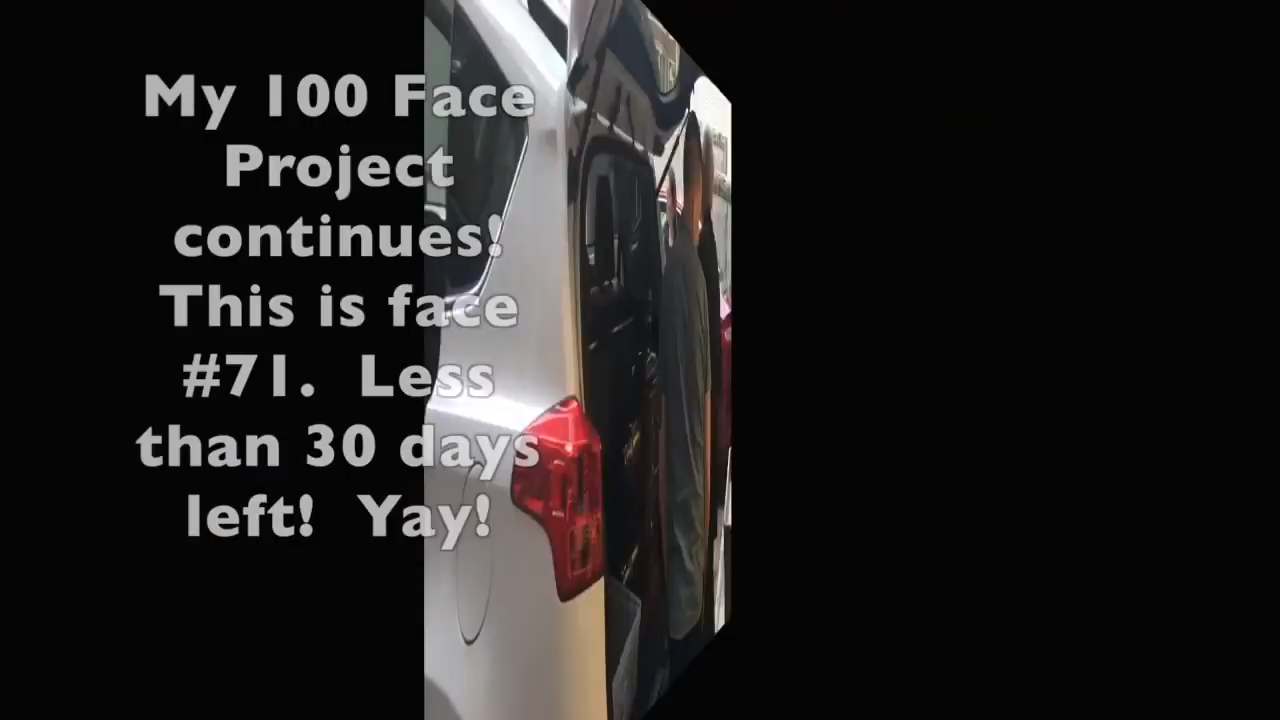 My 100 Face
Project
continues!
This is face
#71.  Less
than 30 days
left!  Yay!